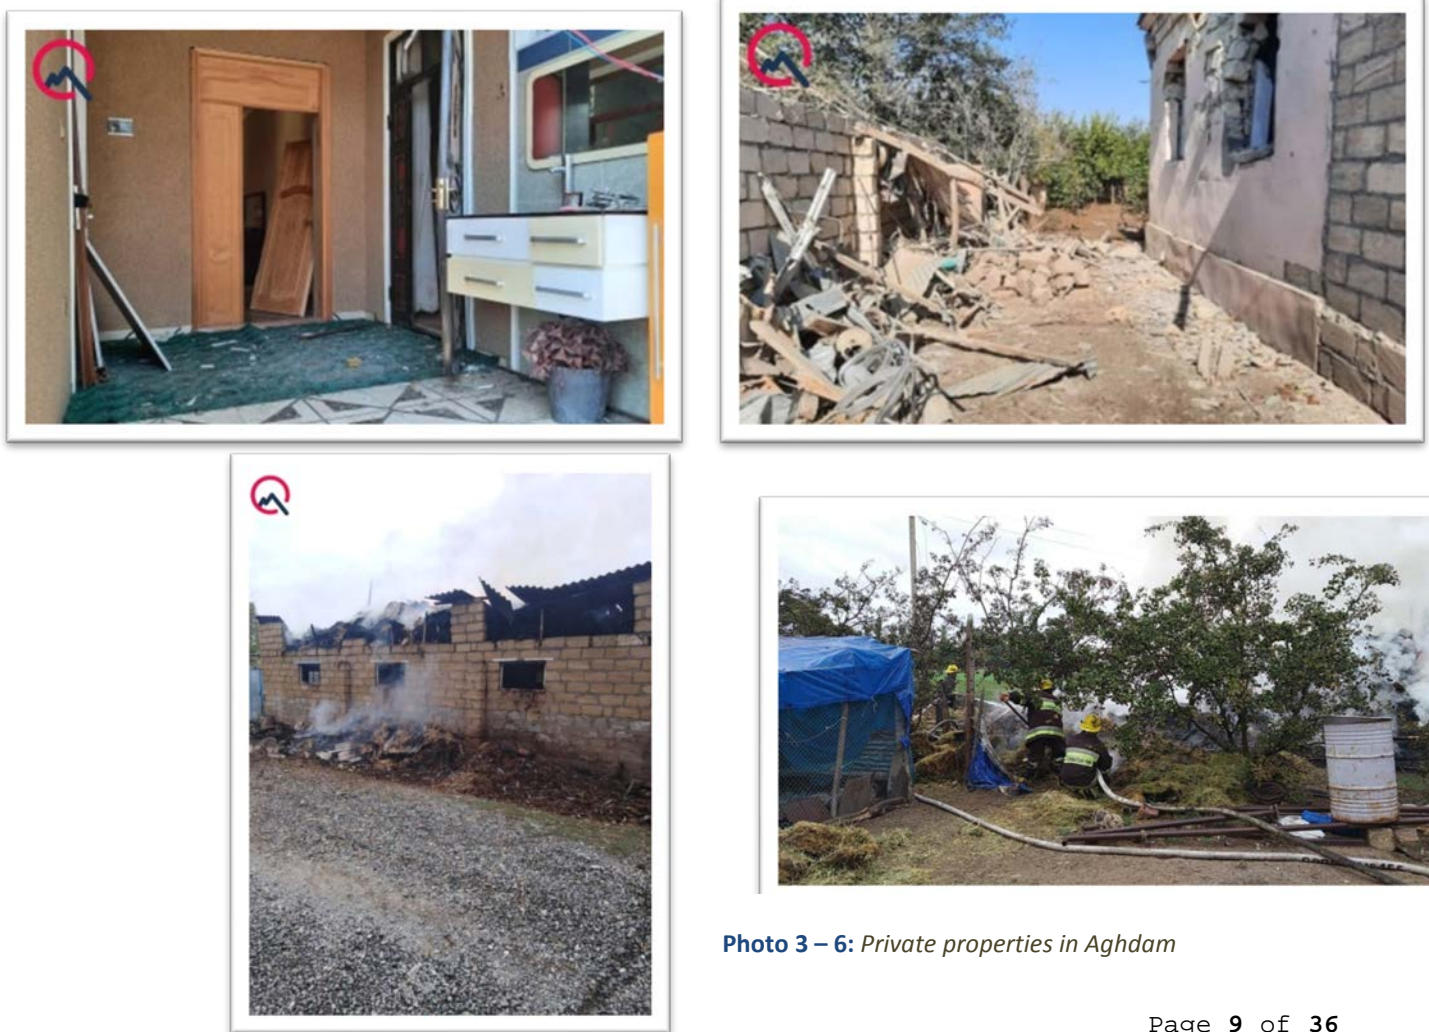 Photo 3 – 6: Private properties in Aghdam
Page 9 of 36